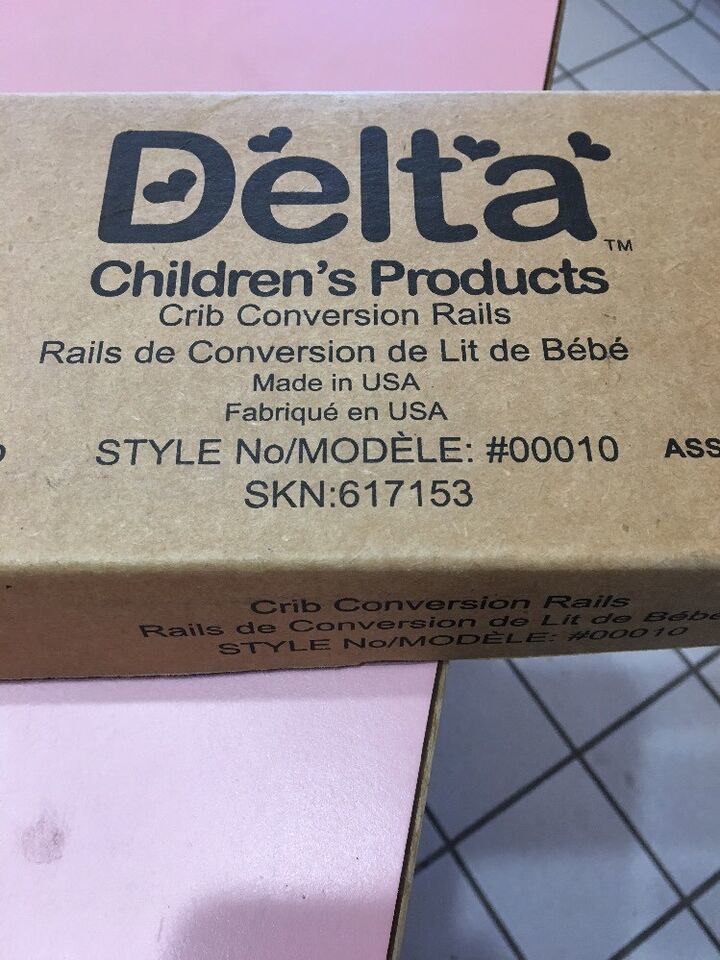 Delta™
Children's Products
Crib Conversion Rails
Rails de Conversion de Lit de Bébé
Made in USA
Fabriqué en USA
STYLE No/MODÈLE: #00010
SKN:617153
Crib Conversion Rails
Rails de Conversion de Lit de Bébé
STYLE No/MODÈLE: #00010